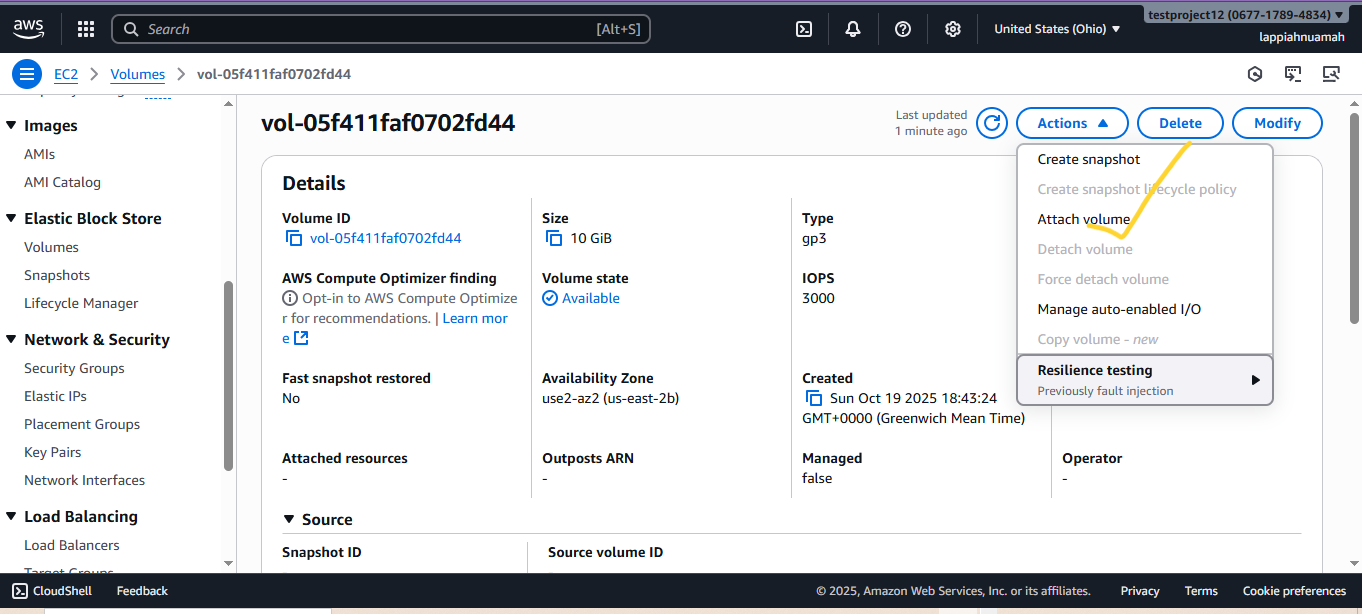 aws
Search [Alt+S]
United States (Ohio)
testproject12 (0677-1789-4834)
lappiahnuamah
EC2 > Volumes > vol-05f411faf0702fd44
Images
AMIs
AMI Catalog
Elastic Block Store
Volumes
Snapshots
Lifecycle Manager
Network & Security
Security Groups
Elastic IPs
Placement Groups
Key Pairs
Network Interfaces
Load Balancing
Load Balancers
Target Groups
vol-05f411faf0702fd44
Last updated
1 minute ago
Actions
Delete
Modify
Create snapshot
Create snapshot lifecycle policy
Attach volume
Detach volume
Force detach volume
Manage auto-enabled I/O
Copy volume - new
Resilience testing
Previously fault injection
Details
Volume ID
vol-05f411faf0702fd44
Size
10 GiB
Type
gp3
AWS Compute Optimizer finding
Opt-in to AWS Compute Optimize
r for recommendations. | Learn mor
e
Volume state
Available
IOPS
3000
Fast snapshot restored
No
Availability Zone
use2-az2 (us-east-2b)
Created
Sun Oct 19 2025 18:43:24
GMT+0000 (Greenwich Mean Time)
Attached resources
-
Outposts ARN
-
Managed
false
Operator
-
Source
Snapshot ID
Source volume ID
CloudShell
Feedback
© 2025, Amazon Web Services, Inc. or its affiliates.
Privacy
Terms
Cookie preferences